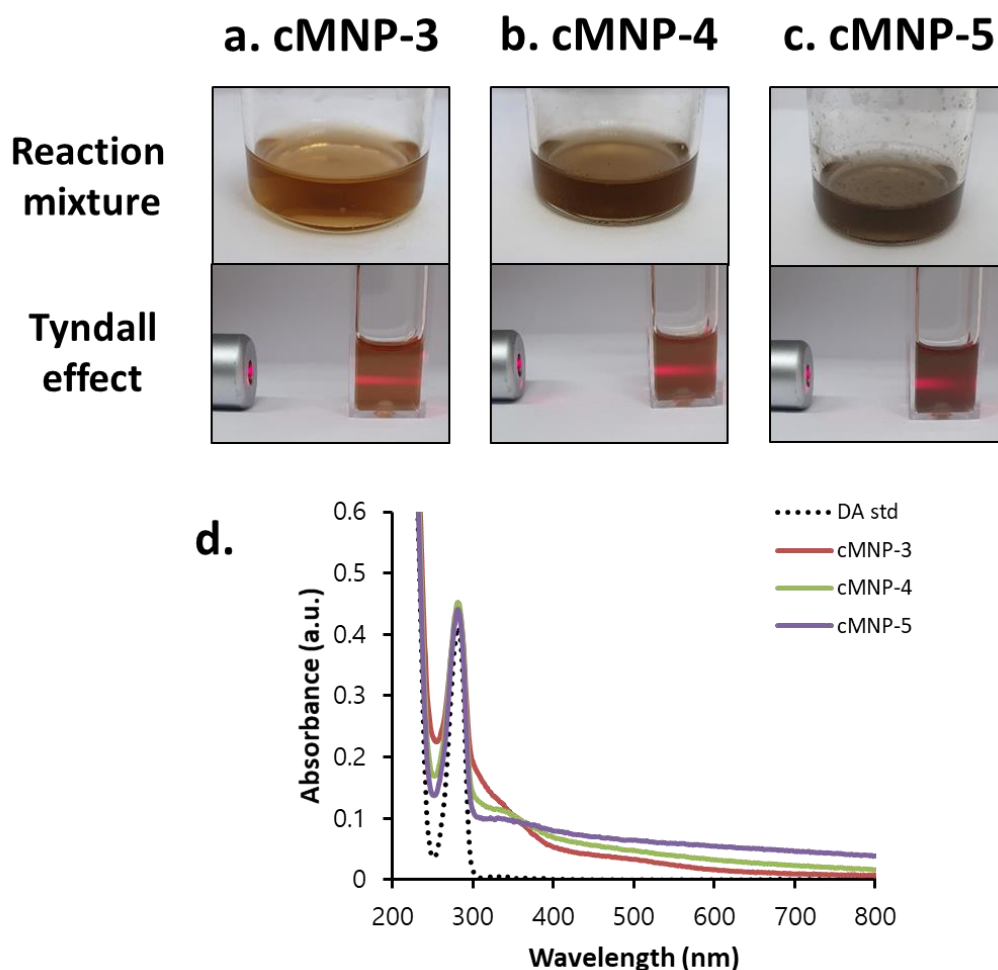 a. cMNP-3
b. cMNP-4
c. cMNP-5
Reaction
mixture
Tyndall
effect
d.
DA std
cMNP-3
cMNP-4
cMNP-5
Absorbance (a.u.)
0.6
0.5
0.4
0.3
0.2
0.1
0
200 300 400 500 600 700 800
Wavelength (nm)